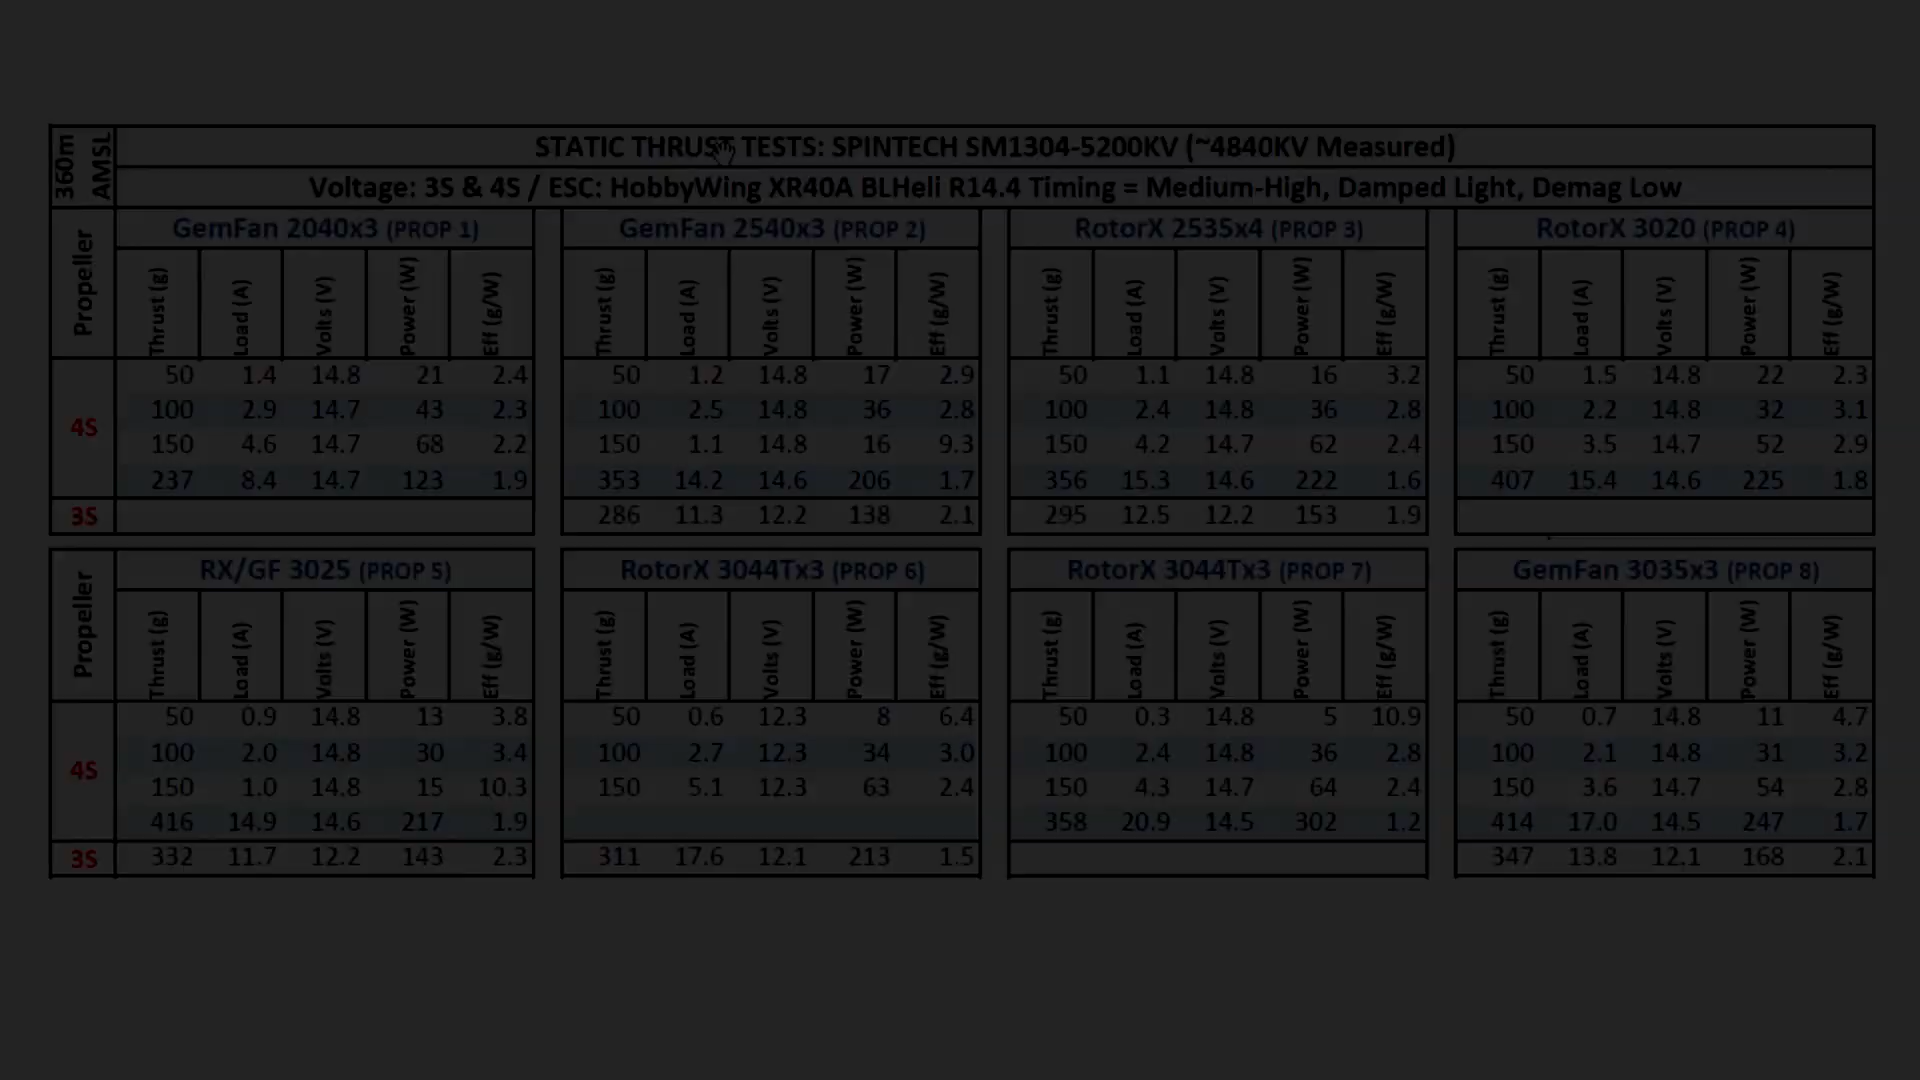 360m AMSL
STATIC THRUST TESTS: SPINTECH SM1304-5200KV (~4840KV Measured)
Voltage: 3S & 4S / ESC: HobbyWing XR40A BLHeli R14.4 Timing = Medium-High, Damped Light, Demag Low
Propeller GemFan 2040x3 (PROP 1) GemFan 2540x3 (PROP 2) RotorX 2535x4 (PROP 3) RotorX 3020 (PROP 4)
Thrust (g) Load (A) Volts (V) Power (W) Eff (g/W) Thrust (g) Load (A) Volts (V) Power (W) Eff (g/W) Thrust (g) Load (A) Volts (V) Power (W) Eff (g/W) Thrust (g) Load (A) Volts (V) Power (W) Eff (g/W)
4S
50 1.4 14.8 21 2.4 50 1.2 14.8 17 2.9 50 1.1 14.8 16 3.2 50 1.5 14.8 22 2.3
100 2.9 14.7 43 2.3 100 2.5 14.8 36 2.8 100 2.4 14.8 36 2.8 100 2.2 14.8 32 3.1
150 4.6 14.7 68 2.2 150 1.1 14.8 16 9.3 150 4.2 14.7 62 2.4 150 3.5 14.7 52 2.9
237 8.4 14.7 123 1.9 353 14.2 14.6 206 1.7 356 15.3 14.6 222 1.6 407 15.4 14.6 225 1.8
3S 286 11.3 12.2 138 2.1 295 12.5 12.2 153 1.9
Propeller RX/GF 3025 (PROP 5) RotorX 3044Tx3 (PROP 6) RotorX 3044Tx3 (PROP 7) GemFan 3035x3 (PROP 8)
Thrust (g) Load (A) Volts (V) Power (W) Eff (g/W) Thrust (g) Load (A) Volts (V) Power (W) Eff (g/W) Thrust (g) Load (A) Volts (V) Power (W) Eff (g/W) Thrust (g) Load (A) Volts (V) Power (W) Eff (g/W)
4S
50 0.9 14.8 13 3.8 50 0.6 12.3 8 6.4 50 0.3 14.8 5 10.9 50 0.7 14.8 11 4.7
100 2.0 14.8 30 3.4 100 2.7 12.3 34 3.0 100 2.4 14.8 36 2.8 100 2.1 14.8 31 3.2
150 1.0 14.8 15 10.3 150 5.1 12.3 63 2.4 150 4.3 14.7 64 2.4 150 3.6 14.7 54 2.8
416 14.9 14.6 217 1.9 358 20.9 14.5 302 1.2 414 17.0 14.5 247 1.7
3S 332 11.7 12.2 143 2.3 311 17.6 12.1 213 1.5 347 13.8 12.1 168 2.1